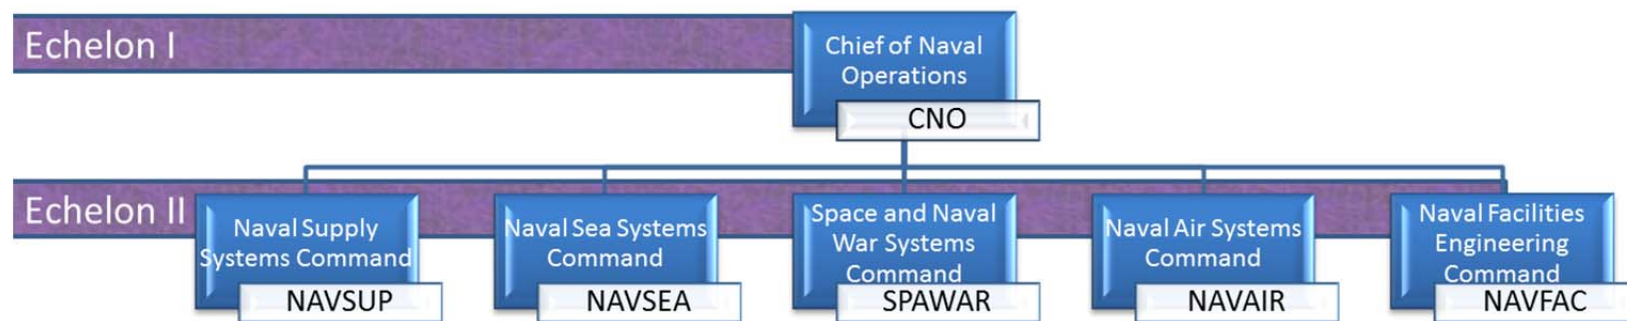 Echelon I
Chief of Naval
Operations
CNO
Echelon II
Naval Supply
Systems Command
NAVSUP
Naval Sea Systems
Command
NAVSEA
Space and Naval
War Systems
Command
SPAWAR
Naval Air Systems
Command
NAVAIR
Naval Facilities
Engineering
Command
NAVFAC